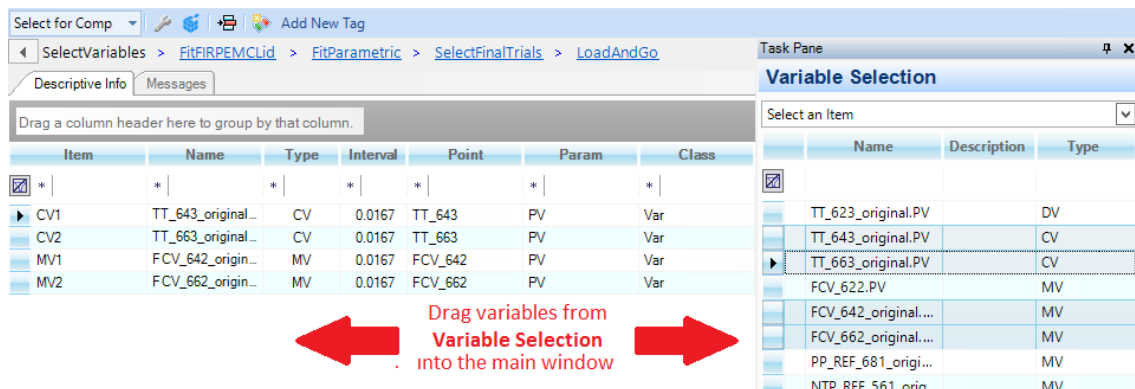 Select for Comp Add New Tag
SelectVariables > FitFIRPEMCLid > FitParametric > SelectFinalTrials > LoadAndGo
Descriptive Info Messages
Drag a column header here to group by that column.
Item Name Type Interval Point Param Class
* * * * * * *
CV1 TT_643_original... CV 0.0167 TT_643 PV Var
CV2 TT_663_original... CV 0.0167 TT_663 PV Var
MV1 FCV_642_origin... MV 0.0167 FCV_642 PV Var
MV2 FCV_662_origin... MV 0.0167 FCV_662 PV Var
Drag variables from
Variable Selection
into the main window
Task Pane
Variable Selection
Select an Item
Name Description Type
TT_623_original.PV DV
TT_643_original.PV CV
TT_663_original.PV CV
FCV_622.PV MV
FCV_642_original.... MV
FCV_662_original.... MV
PP_REF_681_origi... MV
NTP_REF_561_orig... MV